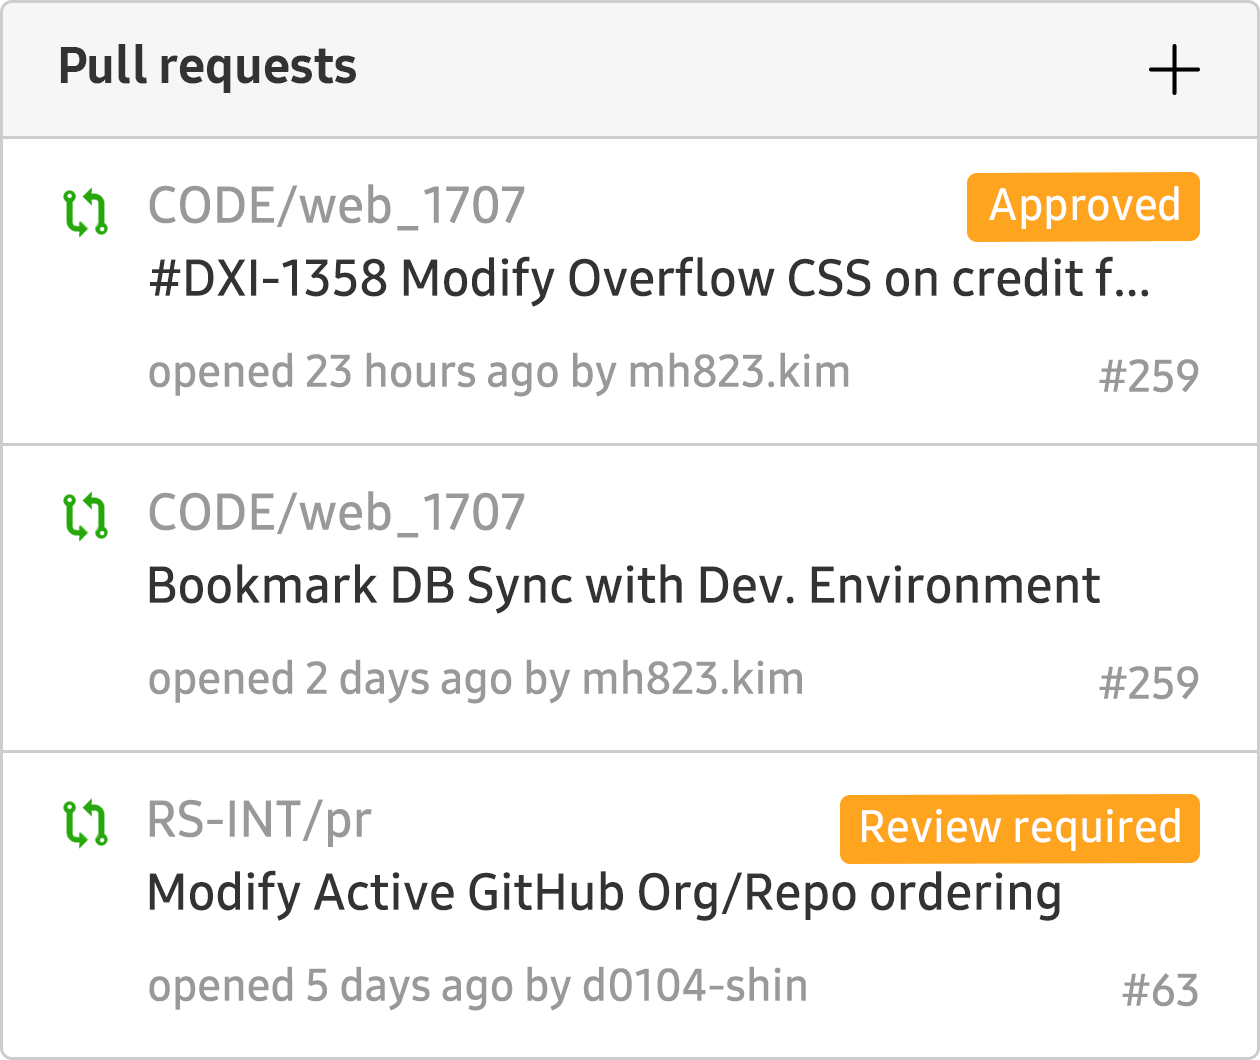 Pull requests
CODE/web_1707
Approved
#DXI-1358 Modify Overflow CSS on credit f...
opened 23 hours ago by mh823.kim
#259
CODE/web_1707
Bookmark DB Sync with Dev. Environment
opened 2 days ago by mh823.kim
#259
RS-INT/pr
Review required
Modify Active GitHub Org/Repo ordering
opened 5 days ago by d0104-shin
#63